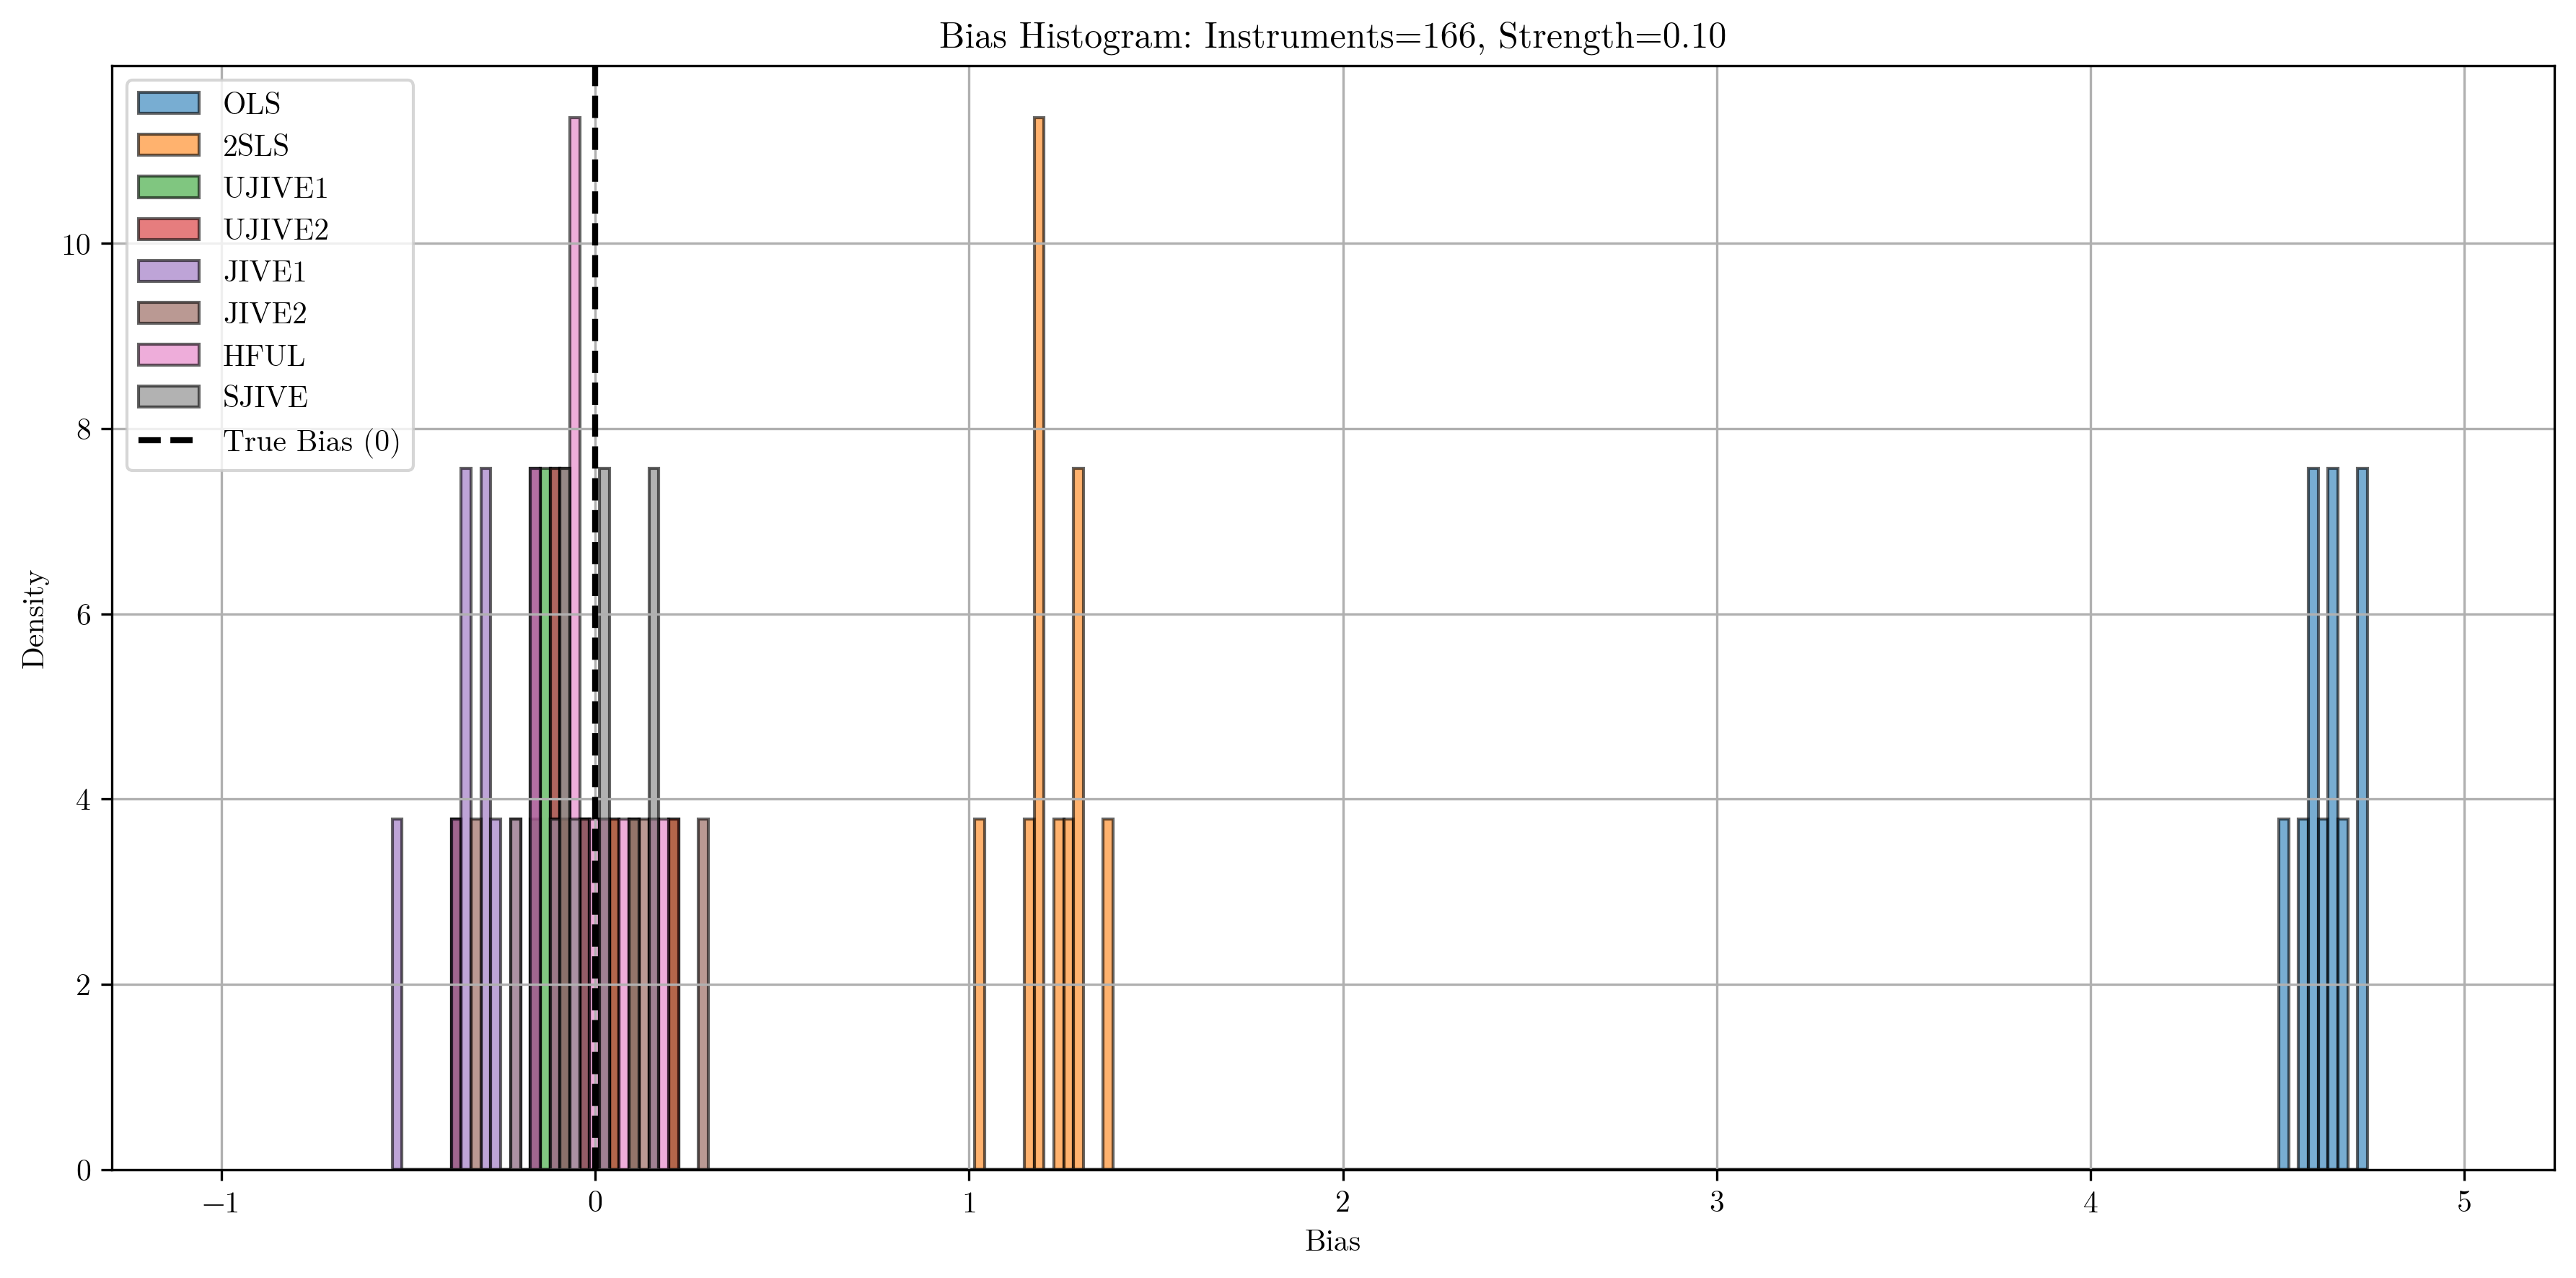 Bias Histogram: Instruments=166, Strength=0.10
OLS
2SLS
UJIVE1
UJIVE2
JIVE1
JIVE2
HFUL
SJIVE
True Bias (0)
10
8
6
4
2
0
Density
−1 0 1 2 3 4 5
Bias